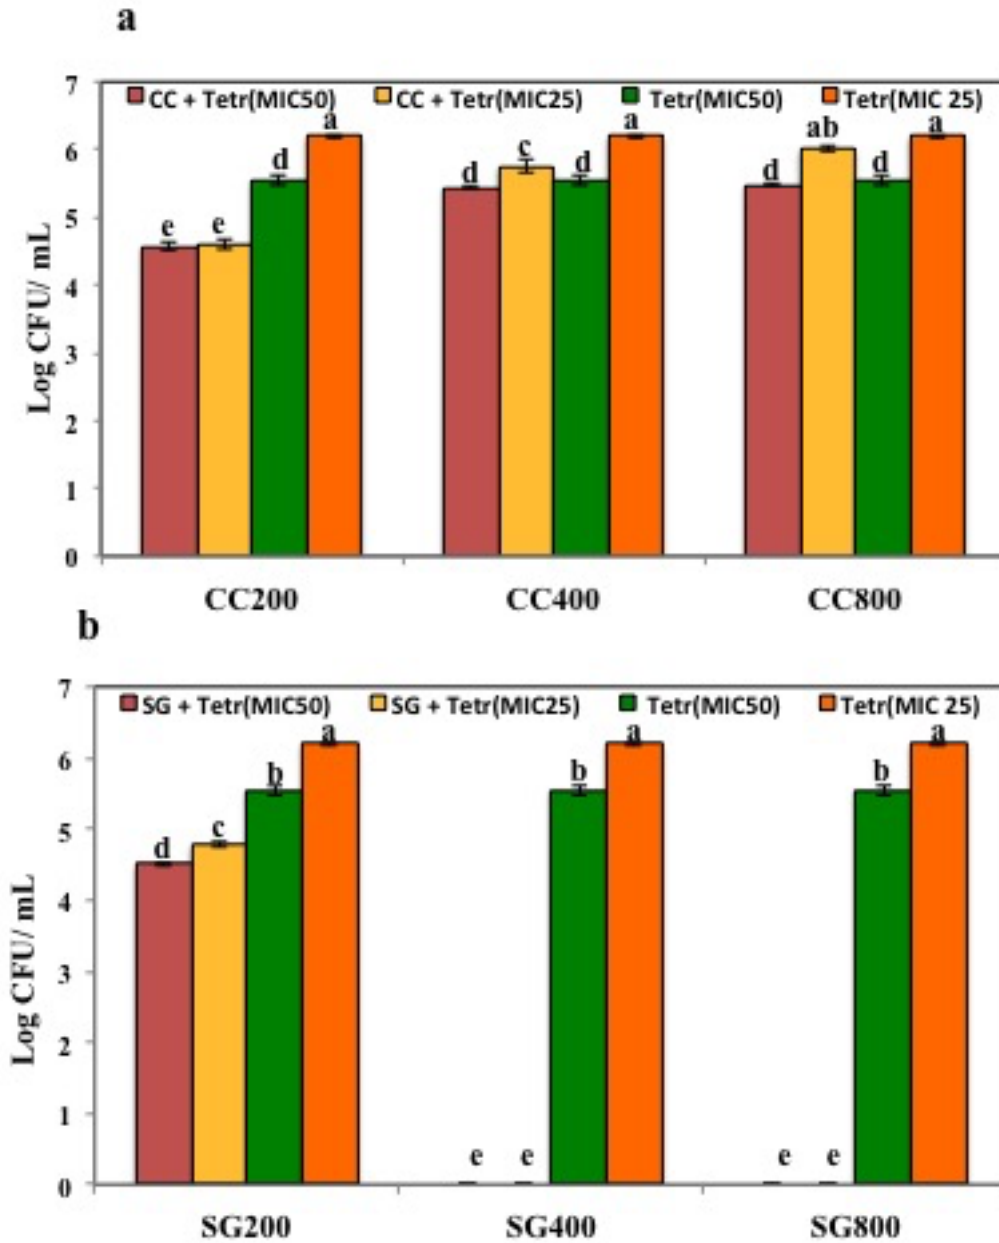 a
7
CC + Tetr(MIC50) CC + Tetr(MIC25) Tetr(MIC50) Tetr(MIC 25)
a a ab a
6
d d c d d d
5
e e
4
3
2
1
0
Log CFU/ mL
CC200 CC400 CC800
b
7
SG + Tetr(MIC50) SG + Tetr(MIC25) Tetr(MIC50) Tetr(MIC 25)
a a a
6
b b b
5
d c
4
3
2
1
e e e e
0
Log CFU/ mL
SG200 SG400 SG800